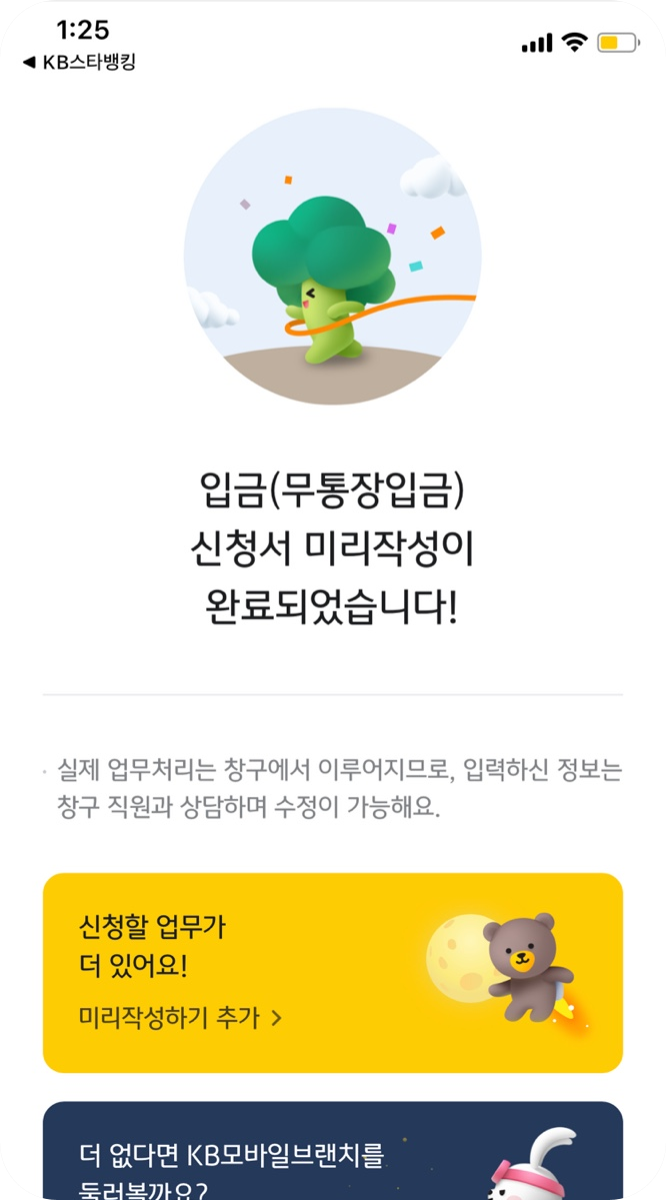 1:25
◀ KB스타뱅킹
입금(무통장입금)
신청서 미리작성이
완료되었습니다!
· 실제 업무처리는 창구에서 이루어지므로, 입력하신 정보는
창구 직원과 상담하며 수정이 가능해요.
신청할 업무가
더 있어요!
미리작성하기 추가 >
더 없다면 KB모바일브랜치를
둘러볼까요?